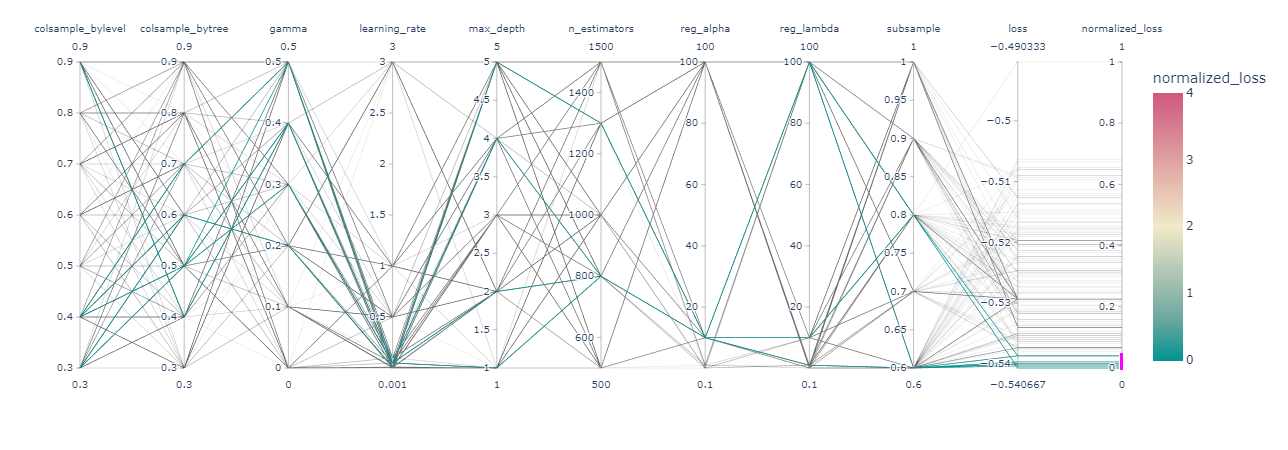 colsample_bylevel colsample_bytree gamma learning_rate max_depth n_estimators reg_alpha reg_lambda subsample loss normalized_loss
0.9 0.9 0.5 3 5 1500 100 100 1 −0.490333 1
normalized_loss
0.9 0.9 0.5 3 5 100 100 1 1
4
1400
4.5 0.95
0.8 0.8 2.5 −0.5
0.4 4 80 80 0.9 0.8
0.7 0.7 2 1200
3
3.5 0.85 −0.51
0.3 60 60 0.6
0.6 0.6 1.5 3 1000 0.8
2
−0.52
0.2 40 40 0.4
0.5 0.5 1 2.5 0.75
800
1
0.4 0.4 0.5 2 0.7 −0.53
0.1 20 20 0.2
1.5 600 0.65
0.3 0.3 0 1 0.6 −0.54 0
0
0.3 0.3 0 0.001 1 500 0.1 0.1 0.6 −0.540667 0